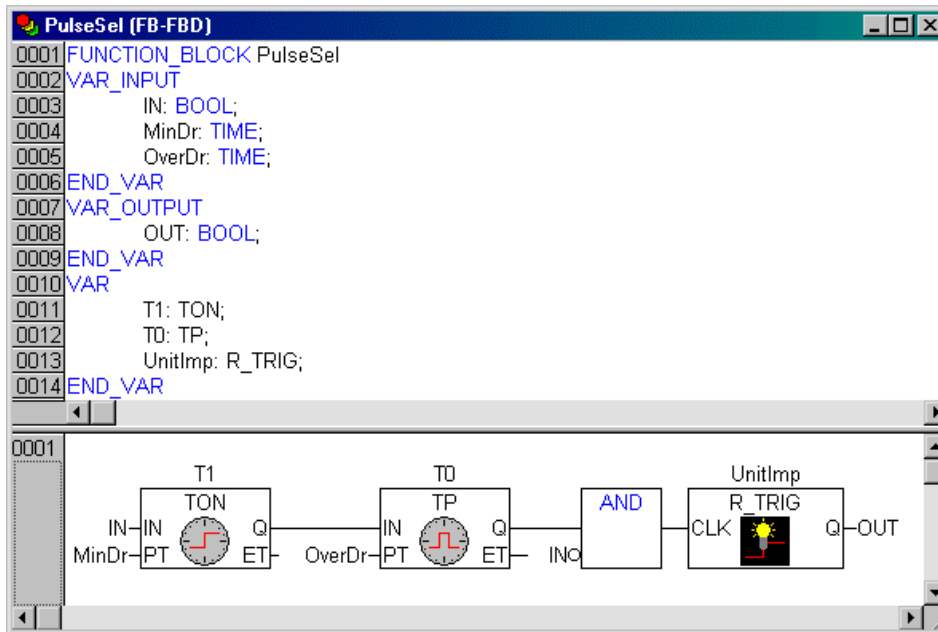 PulseSel (FB-FBD)
0001 FUNCTION_BLOCK PulseSel
0002 VAR_INPUT
0003 IN: BOOL;
0004 MinDr: TIME;
0005 OverDr: TIME;
0006 END_VAR
0007 VAR_OUTPUT
0008 OUT: BOOL;
0009 END_VAR
0010 VAR
0011 T1: TON;
0012 T0: TP;
0013 UnitImp: R_TRIG;
0014 END_VAR
0001
T1 T0 UnitImp
TON TP AND R_TRIG
IN IN Q IN Q CLK Q OUT
MinDr PT ET OverDr PT ET IN